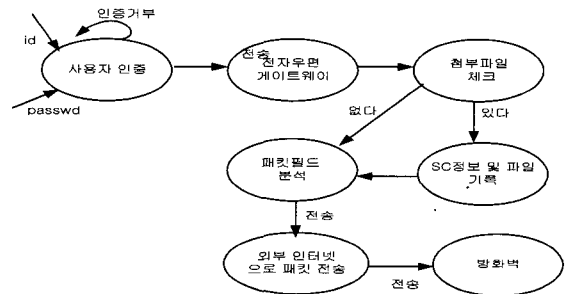 인증거부
id
사용자 인증
passwd
전송
전자우편
게이트웨이
첨부파일
체크
없다
있다
패킷필드
분석
SC정보 및 파일
기록
전송
외부 인터넷
으로 패킷 전송
전송
방화벽